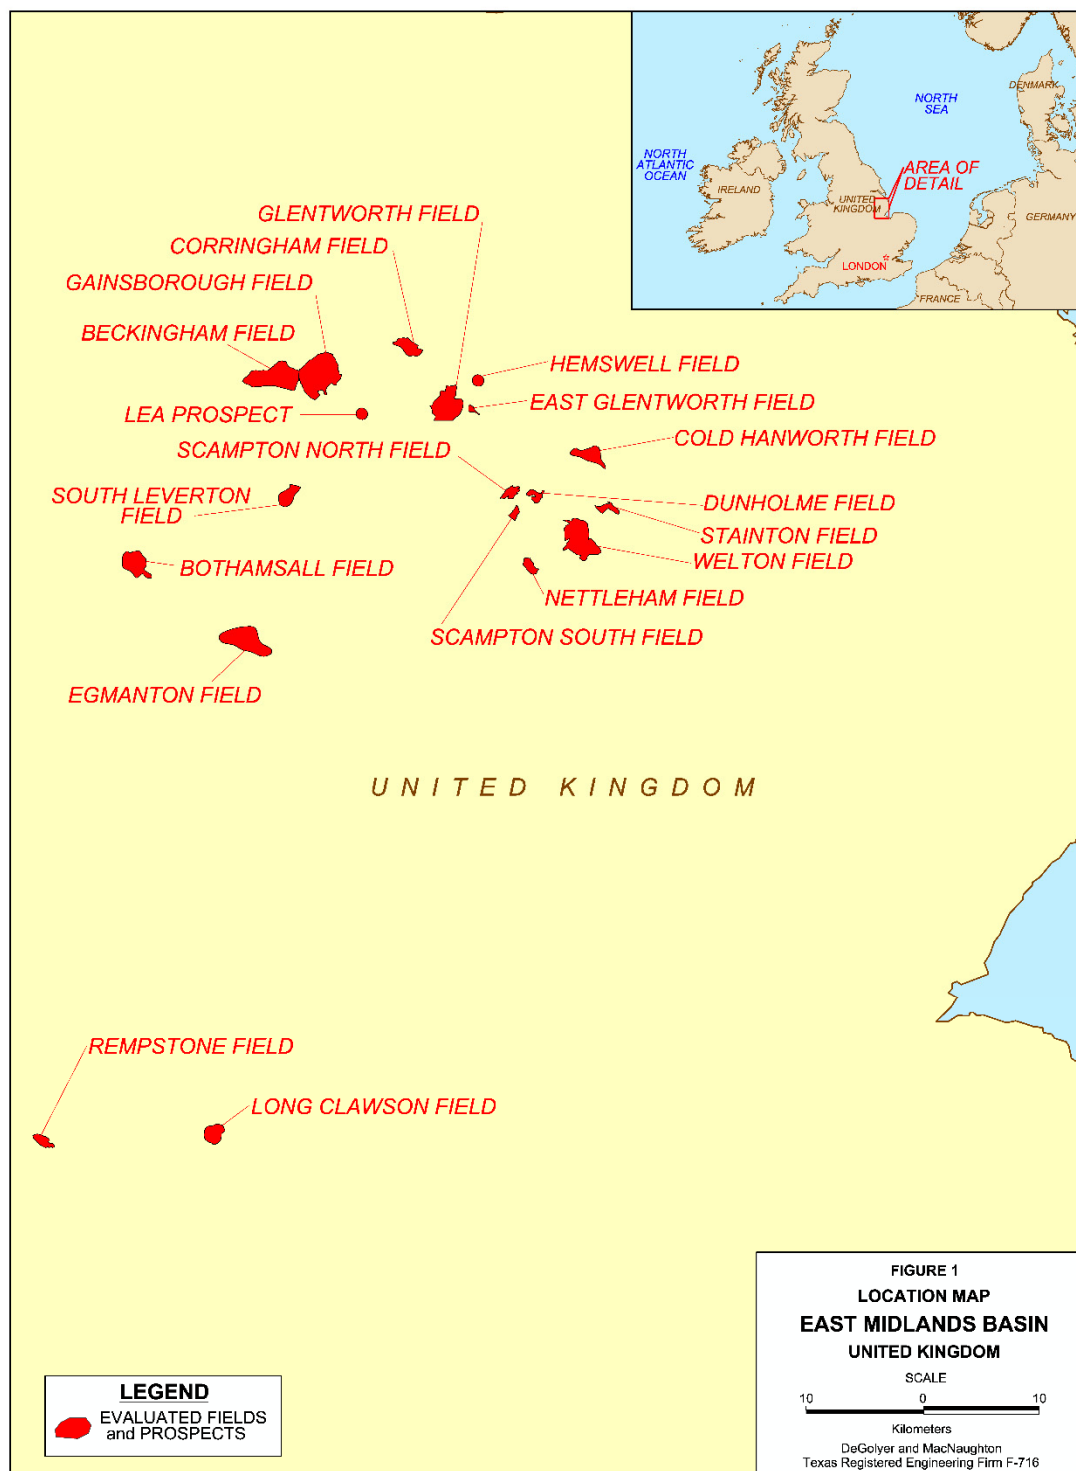 NORTH
SEA
DENMARK
NORTH
ATLANTIC
OCEAN
AREA OF
DETAIL
IRELAND
UNITED
KINGDOM
GERMANY
LONDON
FRANCE
GLENTWORTH FIELD
CORRINGHAM FIELD
GAINSBOROUGH FIELD
BECKINGHAM FIELD
HEMSWELL FIELD
LEA PROSPECT
EAST GLENTWORTH FIELD
COLD HANWORTH FIELD
SCAMPTON NORTH FIELD
SOUTH LEVERTON
FIELD
DUNHOLME FIELD
STAINTON FIELD
WELTON FIELD
BOTHAMSALL FIELD
NETTLEHAM FIELD
SCAMPTON SOUTH FIELD
EGMANTON FIELD
UNITED KINGDOM
REMPSTONE FIELD
LONG CLAWSON FIELD
FIGURE 1
LOCATION MAP
EAST MIDLANDS BASIN
UNITED KINGDOM
SCALE
10 0 10
Kilometers
DeGolyer and MacNaughton
Texas Registered Engineering Firm F-716
LEGEND
EVALUATED FIELDS
and PROSPECTS